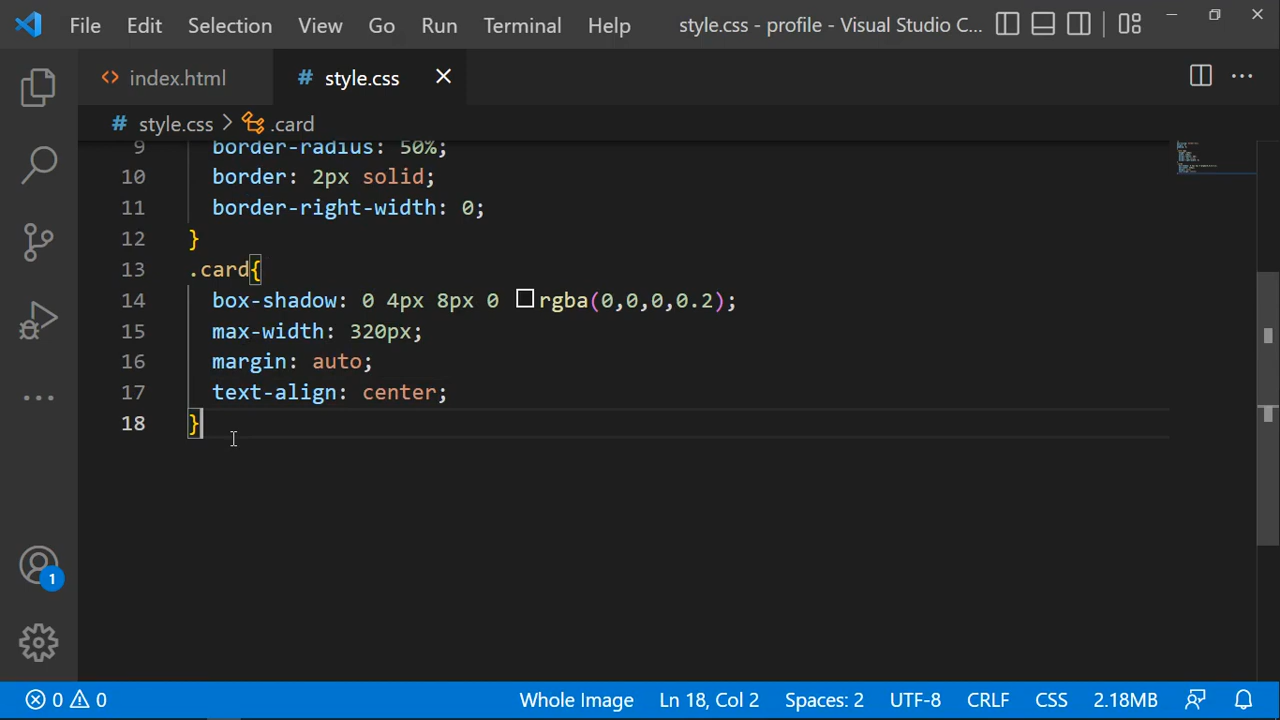 File Edit Selection View Go Run Terminal Help style.css - profile - Visual Studio C...
index.html style.css
style.css > .card
9 border-radius: 50%;
10 border: 2px solid;
11 border-right-width: 0;
12 }
13 .card{
14 box-shadow: 0 4px 8px 0 rgba(0,0,0,0.2);
15 max-width: 320px;
16 margin: auto;
17 text-align: center;
18 }
1
0 0 Whole Image Ln 18, Col 2 Spaces: 2 UTF-8 CRLF CSS 2.18MB